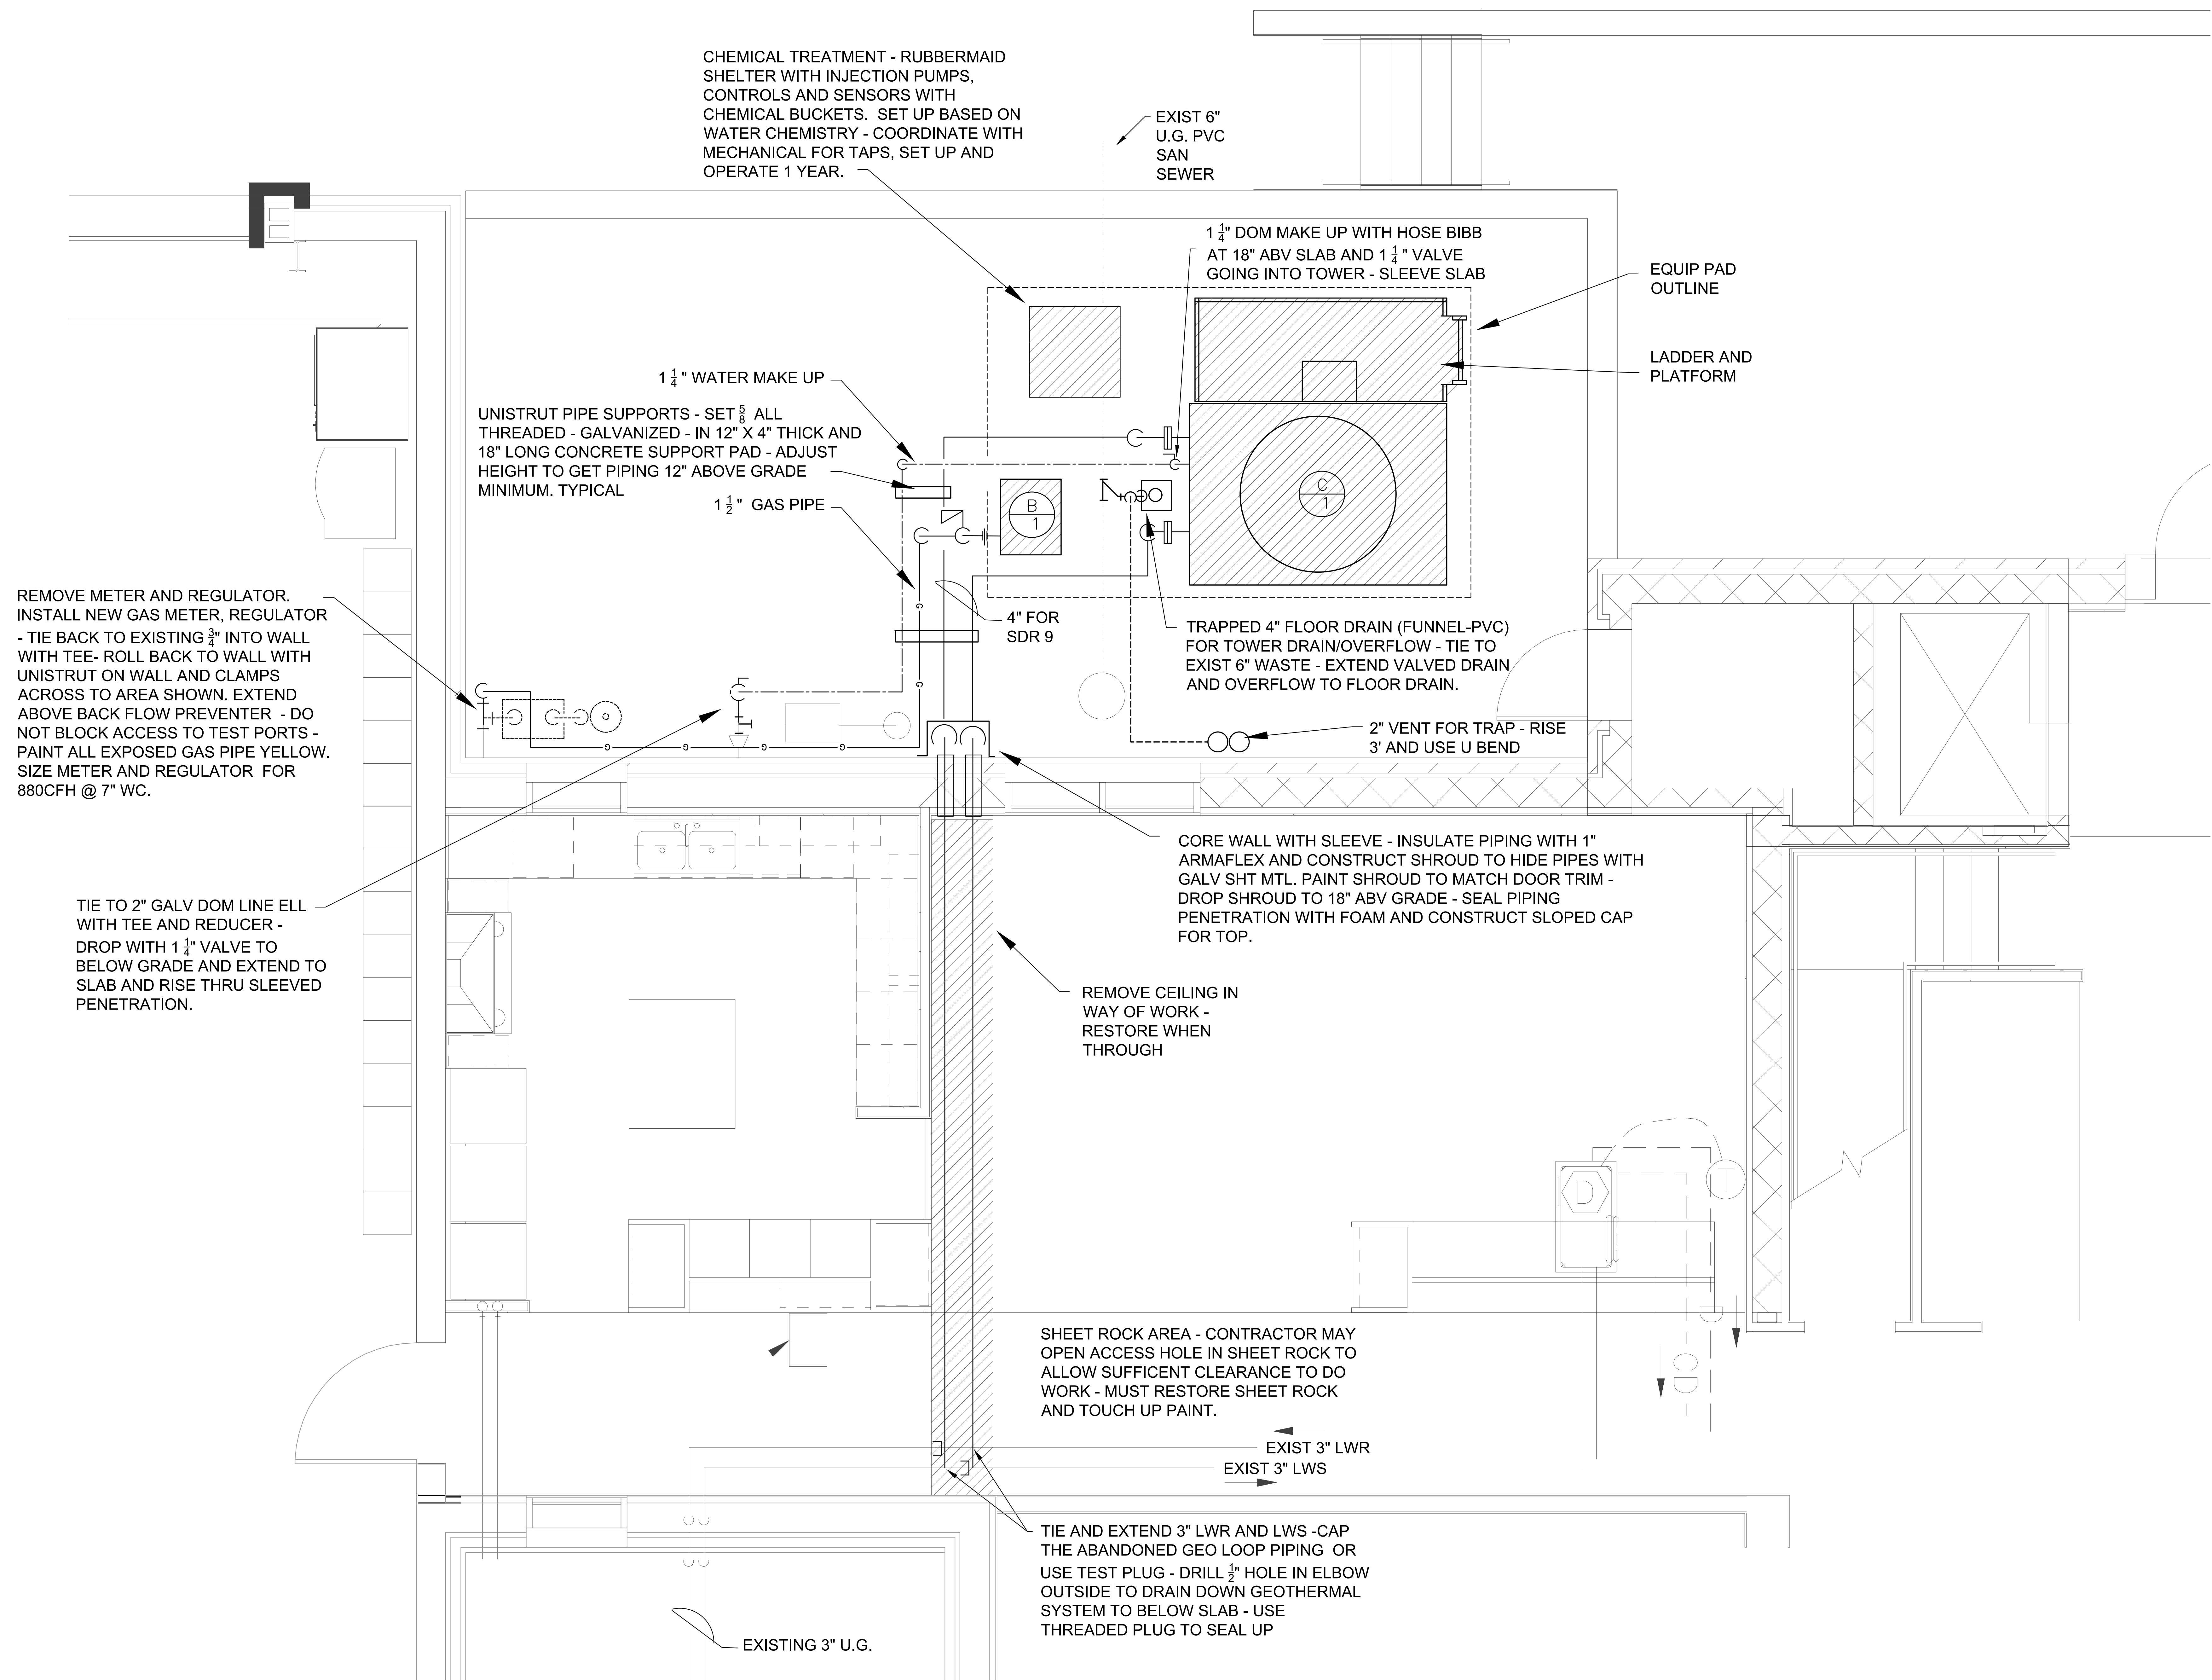 CHEMICAL TREATMENT - RUBBERMAID
SHELTER WITH INJECTION PUMPS,
CONTROLS AND SENSORS WITH
CHEMICAL BUCKETS.  SET UP BASED ON
WATER CHEMISTRY - COORDINATE WITH
MECHANICAL FOR TAPS, SET UP AND
OPERATE 1 YEAR.
EXIST 6"
U.G. PVC
SAN
SEWER
1 1/4" DOM MAKE UP WITH HOSE BIBB
AT 18" ABV SLAB AND 1 1/4 " VALVE
GOING INTO TOWER - SLEEVE SLAB
EQUIP PAD
OUTLINE
LADDER AND
PLATFORM
1 1/4 " WATER MAKE UP
UNISTRUT PIPE SUPPORTS - SET 5/8 ALL
THREADED - GALVANIZED - IN 12" X 4" THICK AND
18" LONG CONCRETE SUPPORT PAD - ADJUST
HEIGHT TO GET PIPING 12" ABOVE GRADE
MINIMUM. TYPICAL
1 1/2 "  GAS PIPE
B
1
C
1
REMOVE METER AND REGULATOR.
INSTALL NEW GAS METER, REGULATOR
- TIE BACK TO EXISTING 3/4" INTO WALL
WITH TEE- ROLL BACK TO WALL WITH
UNISTRUT ON WALL AND CLAMPS
ACROSS TO AREA SHOWN. EXTEND
ABOVE BACK FLOW PREVENTER  - DO
NOT BLOCK ACCESS TO TEST PORTS -
PAINT ALL EXPOSED GAS PIPE YELLOW.
SIZE METER AND REGULATOR  FOR
880CFH @ 7" WC.
G
G
G
G
G
G
4" FOR
SDR 9
TRAPPED 4" FLOOR DRAIN (FUNNEL-PVC)
FOR TOWER DRAIN/OVERFLOW - TIE TO
EXIST 6" WASTE - EXTEND VALVED DRAIN
AND OVERFLOW TO FLOOR DRAIN.
2" VENT FOR TRAP - RISE
3' AND USE U BEND
CORE WALL WITH SLEEVE - INSULATE PIPING WITH 1"
ARMAFLEX AND CONSTRUCT SHROUD TO HIDE PIPES WITH
GALV SHT MTL. PAINT SHROUD TO MATCH DOOR TRIM -
DROP SHROUD TO 18" ABV GRADE - SEAL PIPING
PENETRATION WITH FOAM AND CONSTRUCT SLOPED CAP
FOR TOP.
TIE TO 2" GALV DOM LINE ELL
WITH TEE AND REDUCER -
DROP WITH 1 1/4" VALVE TO
BELOW GRADE AND EXTEND TO
SLAB AND RISE THRU SLEEVED
PENETRATION.
REMOVE CEILING IN
WAY OF WORK -
RESTORE WHEN
THROUGH
T
D
D
CD
SHEET ROCK AREA - CONTRACTOR MAY
OPEN ACCESS HOLE IN SHEET ROCK TO
ALLOW SUFFICENT CLEARANCE TO DO
WORK - MUST RESTORE SHEET ROCK
AND TOUCH UP PAINT.
EXIST 3" LWR
EXIST 3" LWS
TIE AND EXTEND 3" LWR AND LWS -CAP
THE ABANDONED GEO LOOP PIPING  OR
USE TEST PLUG - DRILL 1/2" HOLE IN ELBOW
OUTSIDE TO DRAIN DOWN GEOTHERMAL
SYSTEM TO BELOW SLAB - USE
THREADED PLUG TO SEAL UP
EXISTING 3" U.G.